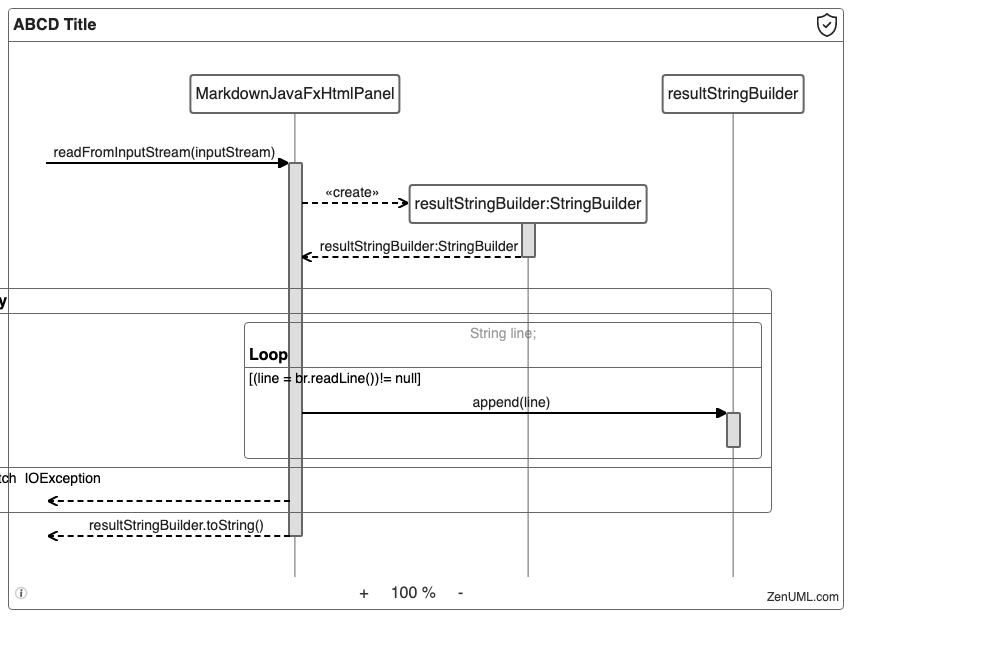 ABCD Title
MarkdownJavaFxHtmlPanel
resultStringBuilder
readFromInputStream(inputStream)
«create»
resultStringBuilder:StringBuilder
resultStringBuilder:StringBuilder
y
String line;
Loop
[(line = br.readLine())!= null]
append(line)
tch IOException
resultStringBuilder.toString()
+ 100 % -
ZenUML.com